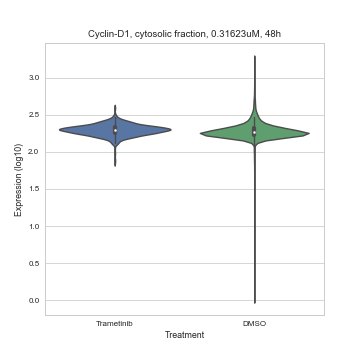 Cyclin-D1, cytosolic fraction, 0.31623uM, 48h
3.0
2.5
2.0
1.5
1.0
0.5
0.0
Expression (log10)
Trametinib DMSO
Treatment